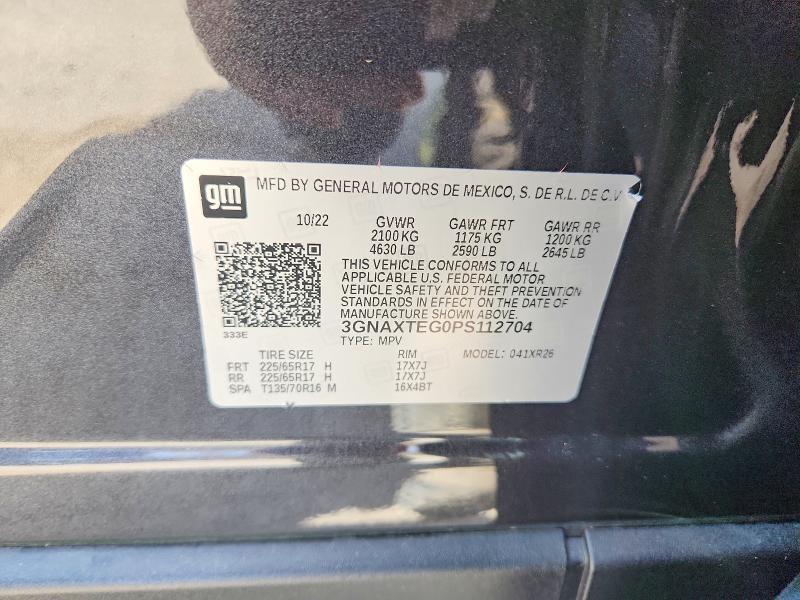 gm MFD BY GENERAL MOTORS DE MEXICO, S. DE R.L. DE C.V
10/22 GVWR GAWR FRT GAWR RR
2100 KG 1175 KG 1200 KG
4630 LB 2590 LB 2645 LB
THIS VEHICLE CONFORMS TO ALL
APPLICABLE U.S. FEDERAL MOTOR
VEHICLE SAFETY AND THEFT PREVENTION
STANDARDS IN EFFECT ON THE DATE OF
MANUFACTURE SHOWN ABOVE.
333E
3GNAXTEG0PS112704
TYPE: MPV
TIRE SIZE RIM MODEL: 041XR26
FRT 225/65R17 H 17X7J
RR 225/65R17 H 17X7J
SPA T135/70R16 M 16X4BT